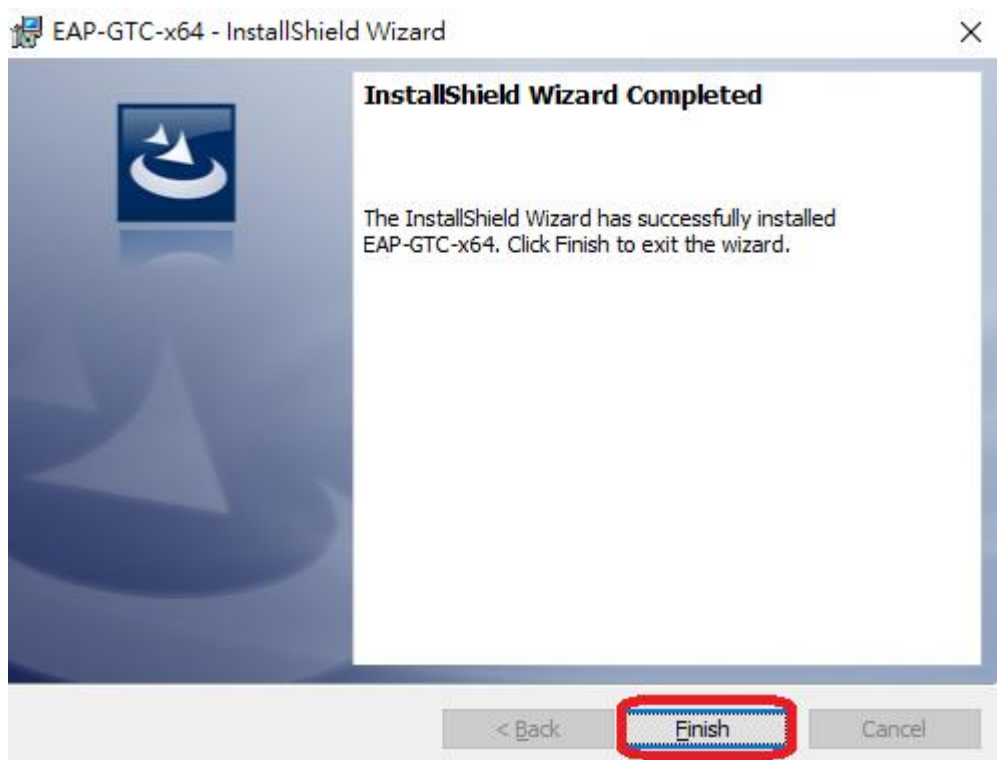 EAP-GTC-x64 - InstallShield Wizard
InstallShield Wizard Completed
The InstallShield Wizard has successfully installed
EAP-GTC-x64. Click Finish to exit the wizard.
< Back
Finish
Cancel